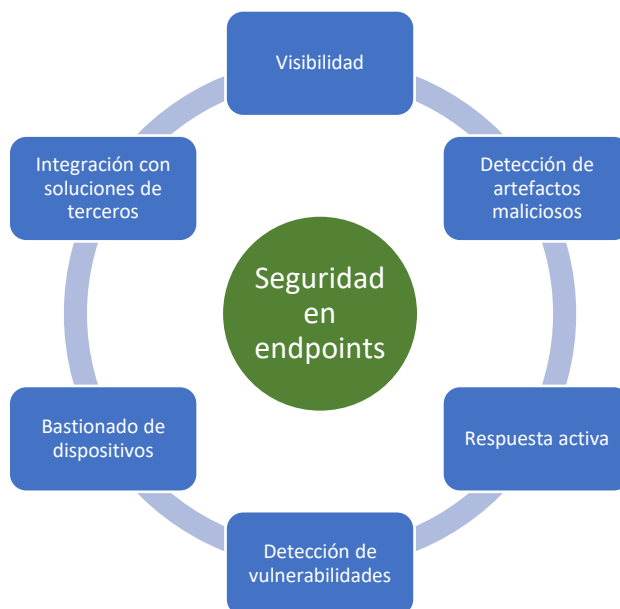 Visibilidad
Integración con
soluciones de
terceros
Detección de
artefactos
maliciosos
Seguridad
en
endpoints
Bastionado de
dispositivos
Respuesta activa
Detección de
vulnerabilidades